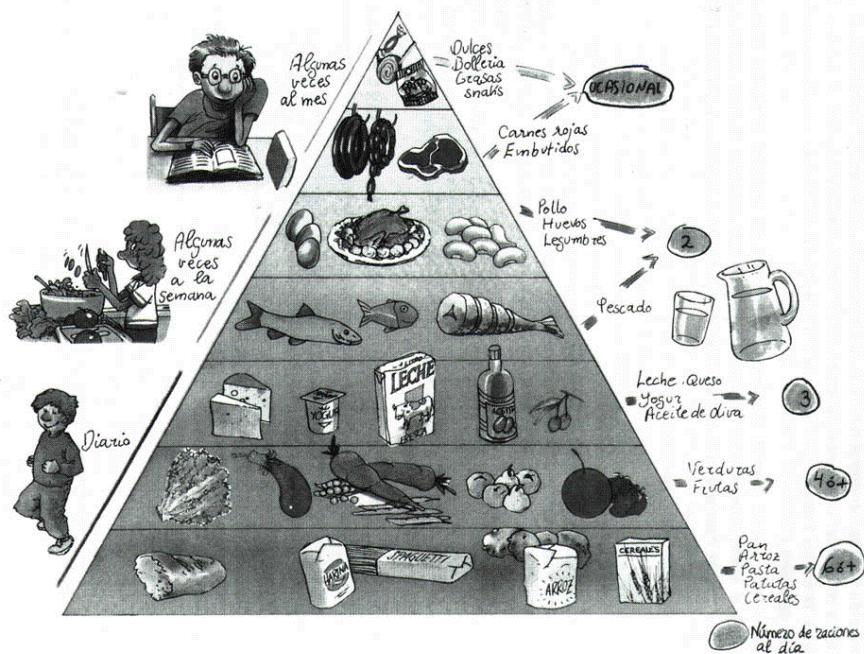 Algunas
veces
al mes
Dulces
Bollería
Grasas
snaks
OCASIONAL
Carnes rojas
Embutidos
Algunas
veces
a la
semana
Pollo
Huevos
Legumbres
2
Pescado
LECHE
YOGUR
ACEITE
Leche Queso
Yogur
Aceite de oliva
3
Diario
Verduras
Frutas
4 ó +
HARINA
SPAGUETTI
ARROZ
CEREALES
Pan
Arroz
Pasta
Patatas
Cereales
6 ó +
Número de raciones
al día